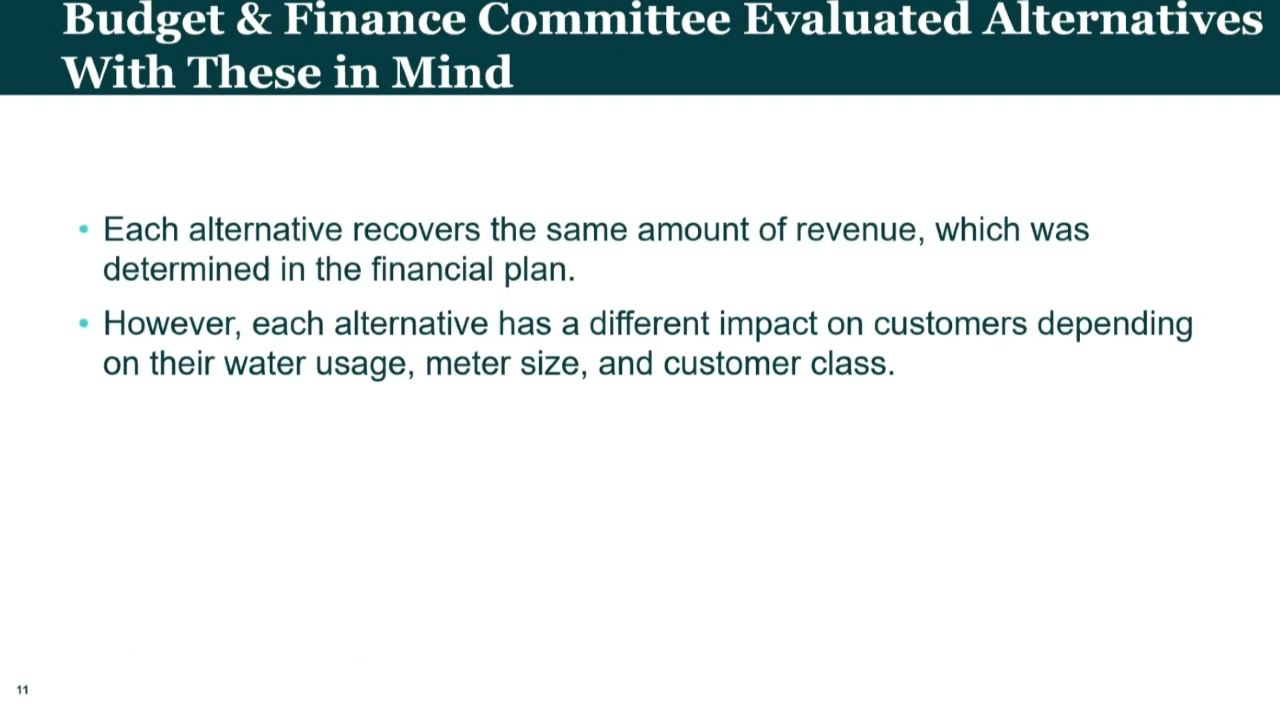 Budget & Finance Committee Evaluated Alternatives
With These in Mind
• Each alternative recovers the same amount of revenue, which was
determined in the financial plan.
• However, each alternative has a different impact on customers depending
on their water usage, meter size, and customer class.
11